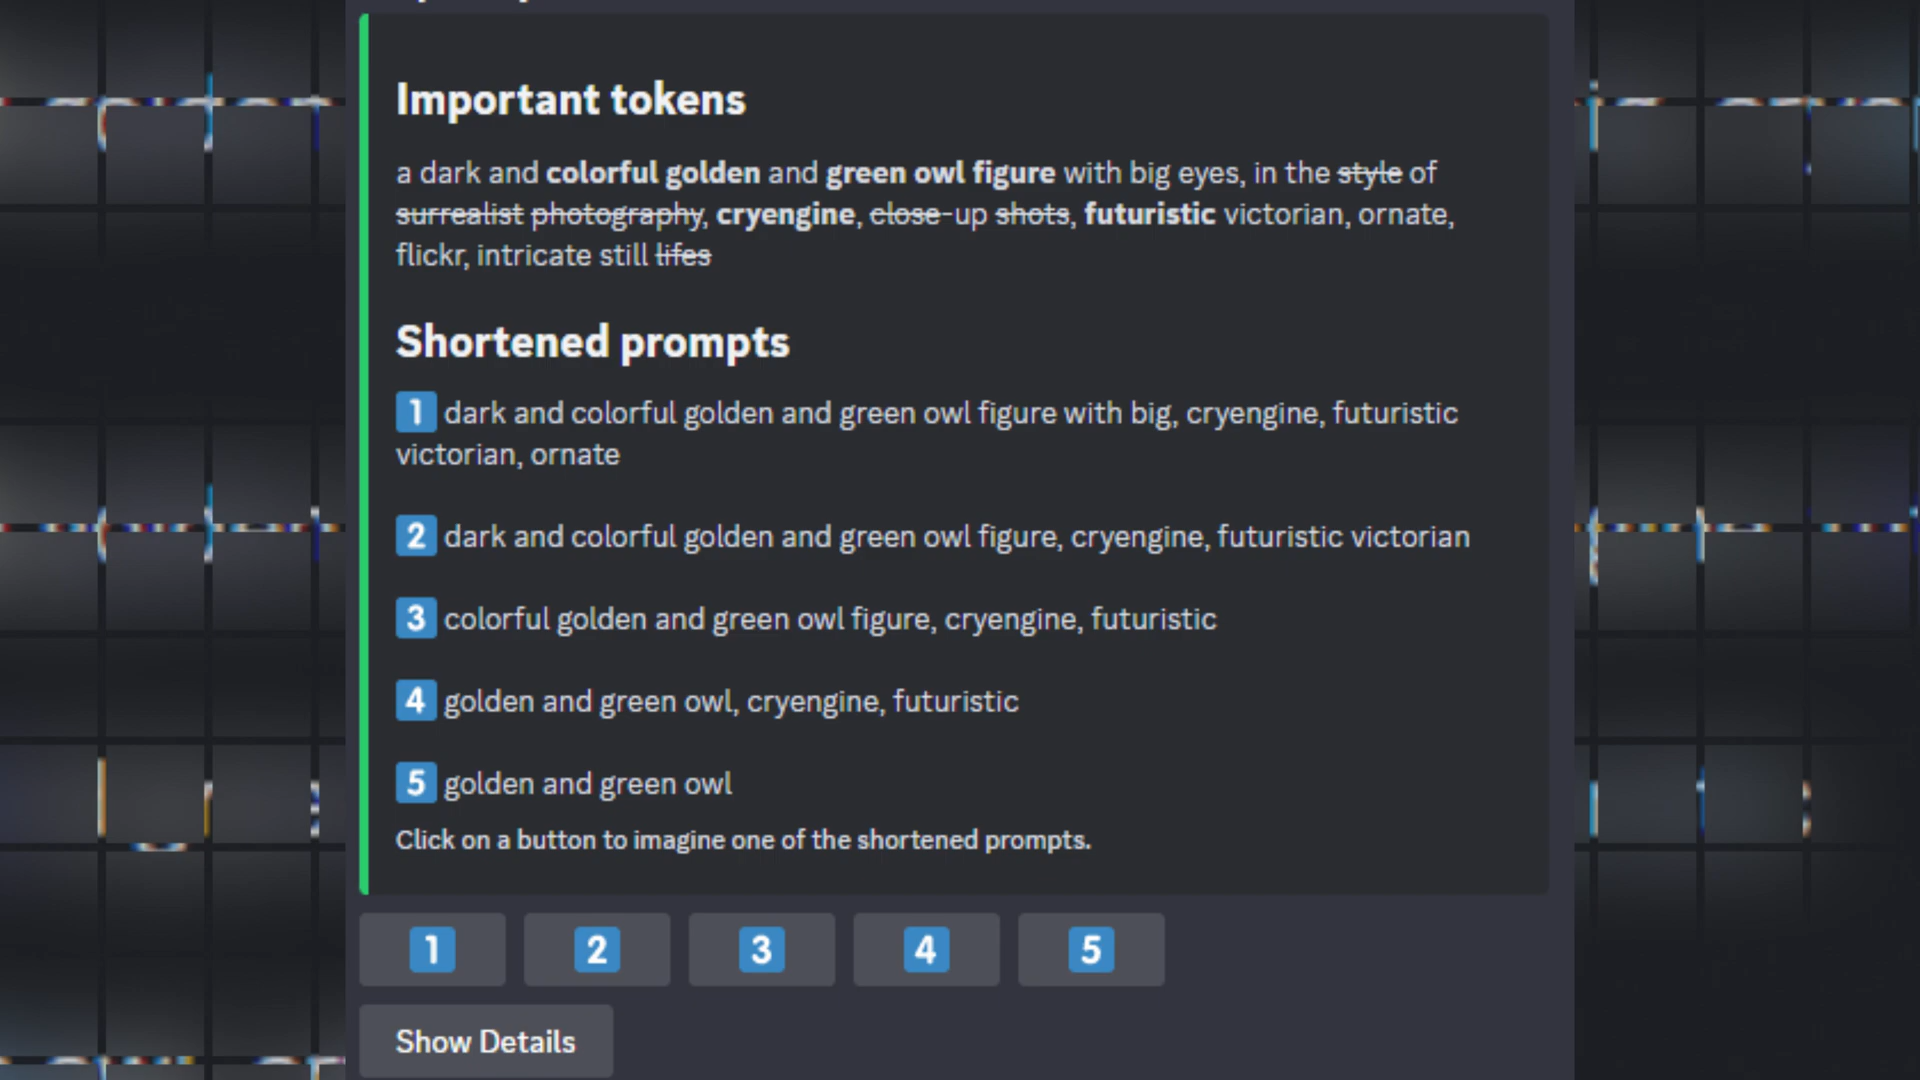 Important tokens
a dark and colorful golden and green owl figure with big eyes, in the style of
surrealist photography, cryengine, close-up shots, futuristic victorian, ornate,
flickr, intricate still lifes
Shortened prompts
1 dark and colorful golden and green owl figure with big, cryengine, futuristic
victorian, ornate
2 dark and colorful golden and green owl figure, cryengine, futuristic victorian
3 colorful golden and green owl figure, cryengine, futuristic
4 golden and green owl, cryengine, futuristic
5 golden and green owl
Click on a button to imagine one of the shortened prompts.
1 2 3 4 5
Show Details